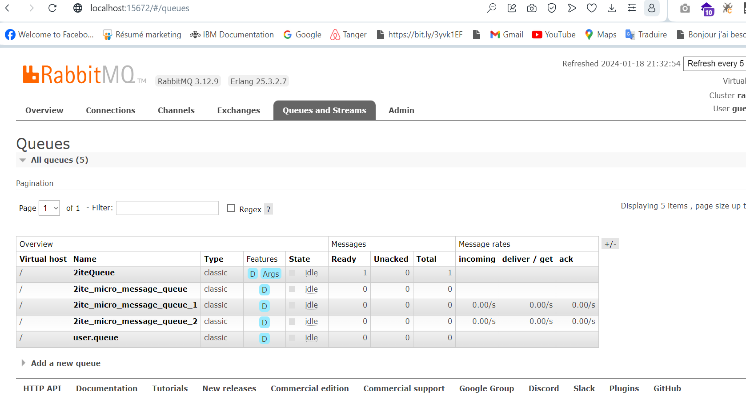 localhost:15672/#/queues
10
Welcome to Facebo... Résumé marketing IBM Documentation Google Tanger https://bit.ly/3yvk1EF Gmail YouTube Maps Traduire Bonjour j'ai besc
Refreshed 2024-01-18 21:32:54 Refresh every 6
RabbitMQ TM RabbitMQ 3.12.9 Erlang 25.3.2.7
Virtual
Cluster ra
User gue
Overview Connections Channels Exchanges Queues and Streams Admin
Queues
All queues (5)
Pagination
Page 1 of 1 - Filter: Regex ?
Displaying 5 items , page size up t
Overview Messages Message rates +/-
Virtual host Name Type Features State Ready Unacked Total incoming deliver / get ack
/ 2iteQueue classic D Args idle 1 0 1
/ 2ite_micro_message_queue classic D idle 0 0 0
/ 2ite_micro_message_queue_1 classic D idle 0 0 0 0.00/s 0.00/s 0.00/s
/ 2ite_micro_message_queue_2 classic D idle 0 0 0 0.00/s 0.00/s 0.00/s
/ user.queue classic D idle 0 0 0
Add a new queue
HTTP API Documentation Tutorials New releases Commercial edition Commercial support Google Group Discord Slack Plugins GitHub